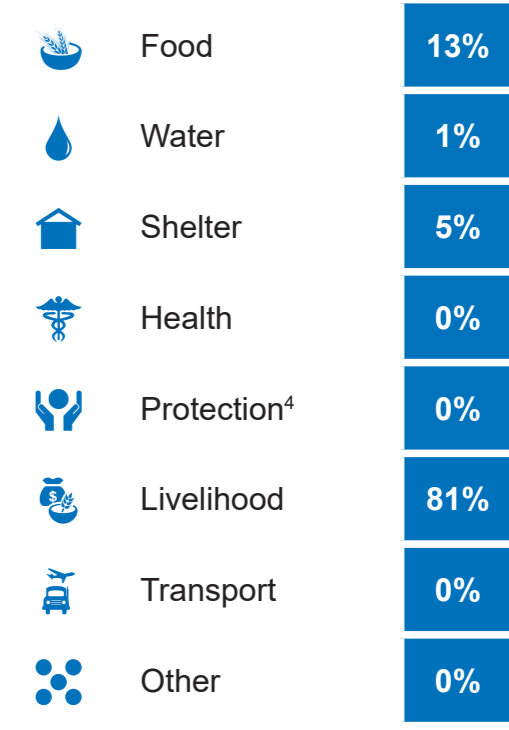 Food 13%
Water 1%
Shelter 5%
Health 0%
Protection⁴ 0%
$ Livelihood 81%
Transport 0%
Other 0%